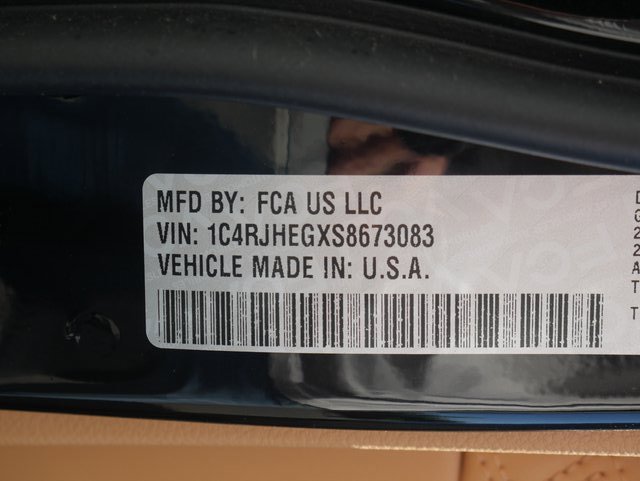 MFD BY: FCA US LLC
VIN: 1C4RJHEGXS8673083
VEHICLE MADE IN: U.S.A.